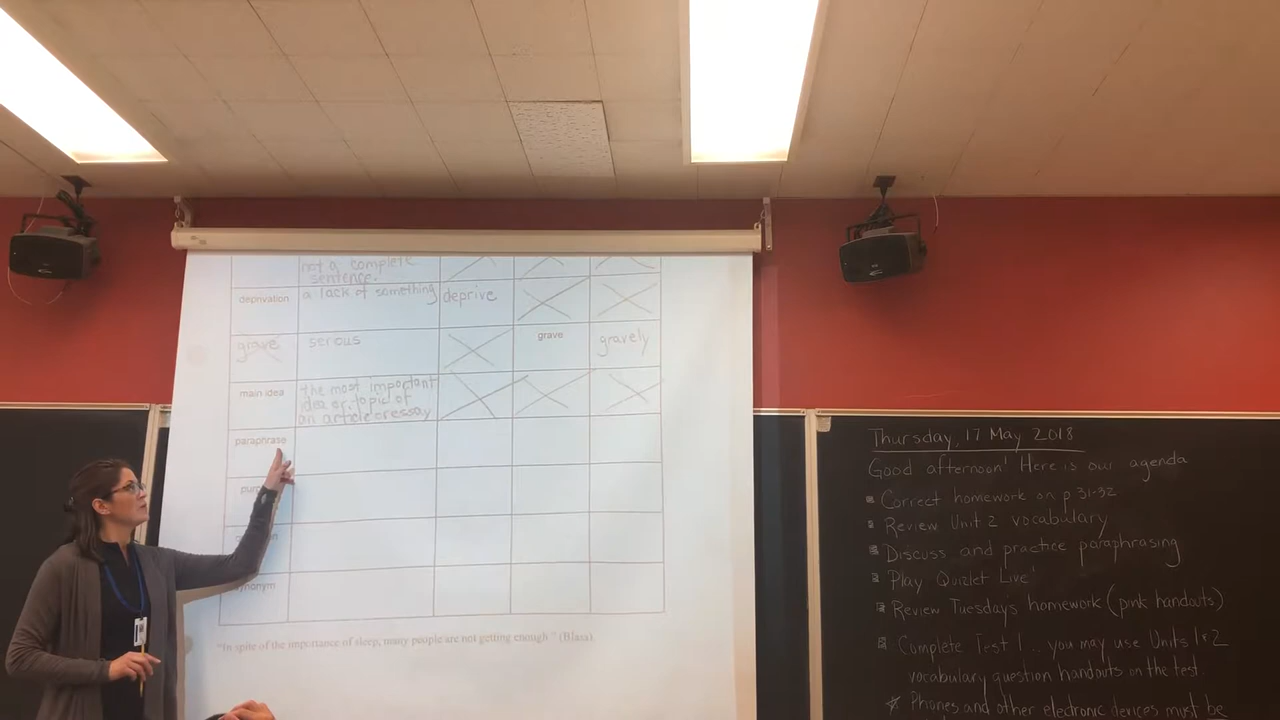 not a complete
sentence.
deprivation a lack of something deprive
grave serious grave gravely
main idea the most important
idea or topic of
an article or essay
paraphrase
"In spite of the importance of sleep, many people are not getting enough." (Blass).
Thursday, 17 May 2018
Good afternoon! Here is our agenda
Correct homework on p 31-32
Review Unit 2 vocabulary
Discuss and practice paraphrasing
Play Quizlet Live!
Review Tuesdays homework (pink handouts)
Complete Test 1... you may use Units 1+2
vocabulary question handouts on the test.
* Phones and other electronic devices must be